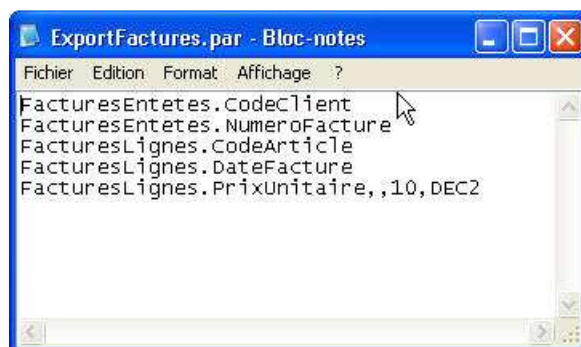 ExportFactures.par - Bloc-notes
Fichier Edition Format Affichage ?
FacturesEntetes.CodeClient
FacturesEntetes.NumeroFacture
FacturesLignes.CodeArticle
FacturesLignes.DateFacture
FacturesLignes.PrixUnitaire,,10,DEC2